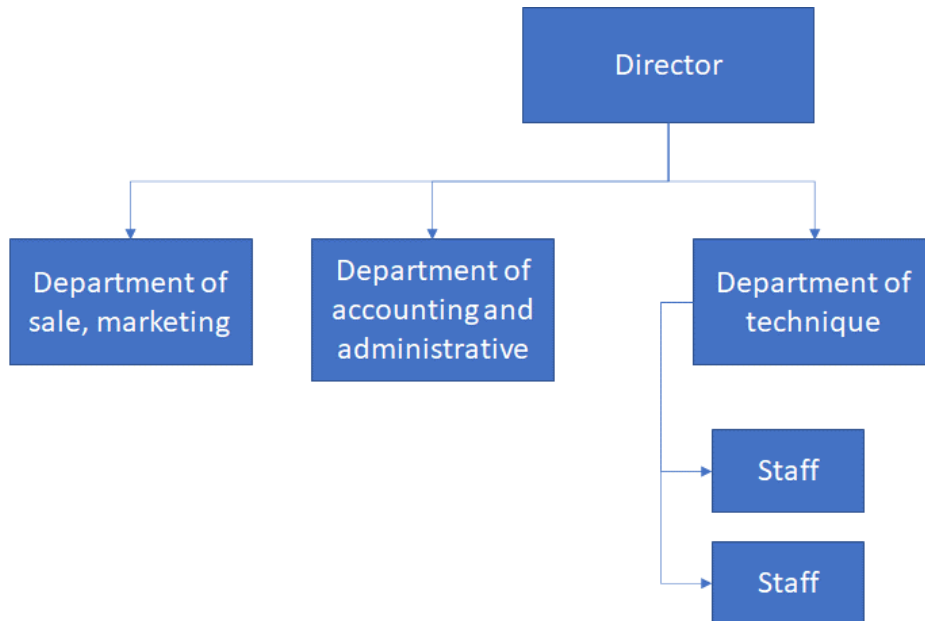 Director
Department of
sale, marketing
Department of
accounting and
administrative
Department of
technique
Staff
Staff